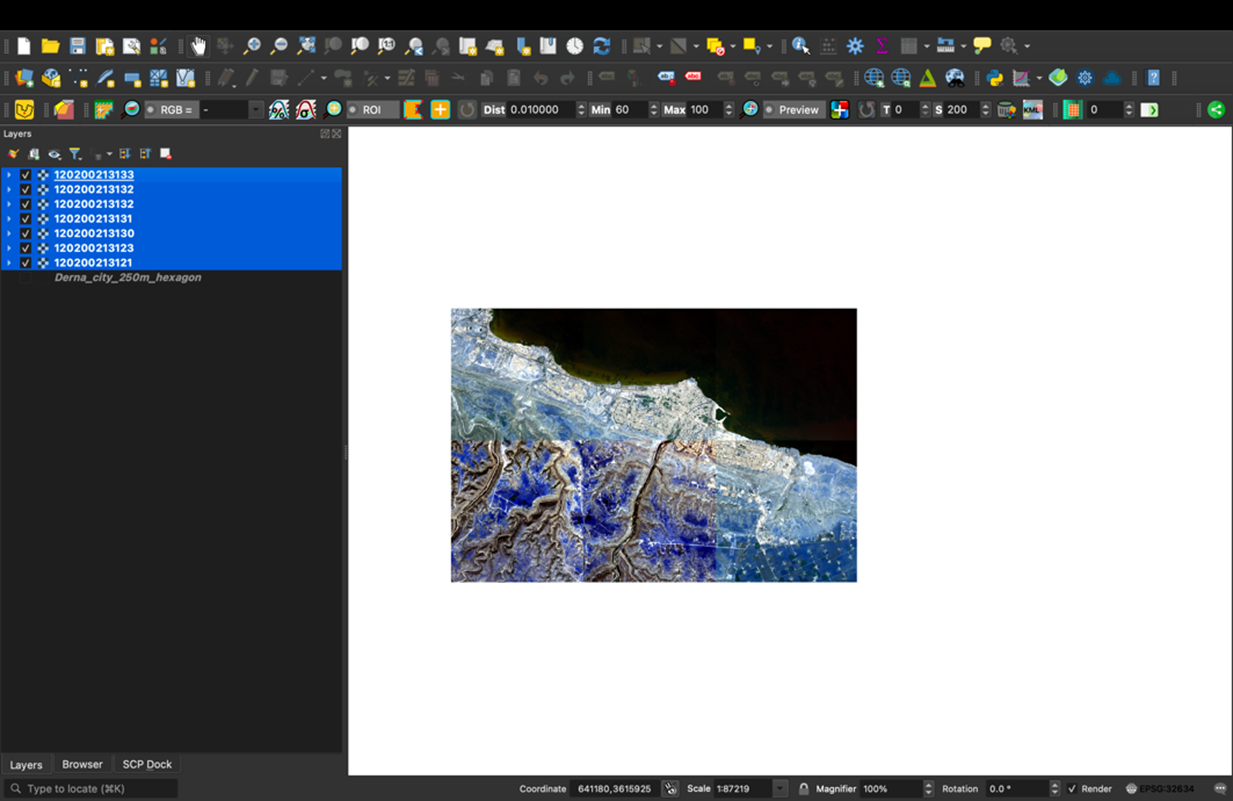 RGB = -
ROI
Dist 0.010000 Min 60 Max 100
Preview
T 0 S 200
0
Layers
120200213133
120200213132
120200213132
120200213131
120200213130
120200213123
120200213121
Derna_city_250m_hexagon
Layers Browser SCP Dock
Type to locate (⌘K) Coordinate 641180,3615925 Scale 1:87219 Magnifier 100% Rotation 0.0 ° Render EPSG:32634